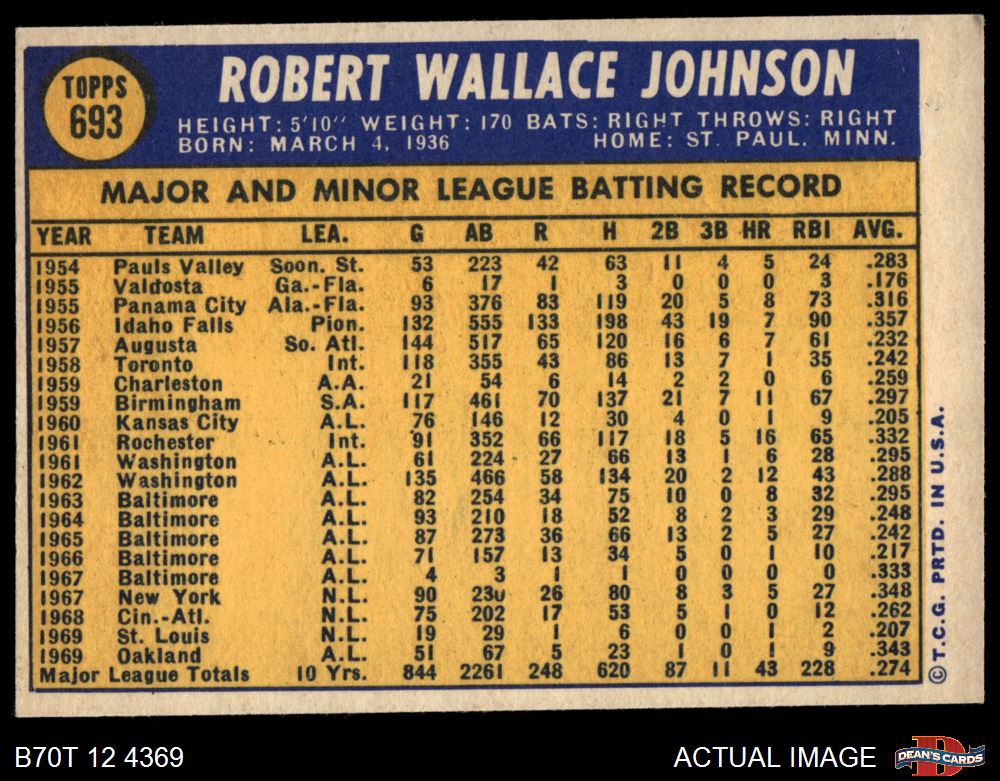 TOPPS
693
ROBERT WALLACE JOHNSON
HEIGHT: 5'10'' WEIGHT: 170 BATS: RIGHT THROWS: RIGHT
BORN: MARCH 4, 1936 HOME: ST. PAUL, MINN.
MAJOR AND MINOR LEAGUE BATTING RECORD
YEAR TEAM LEA. G AB R H 2B 3B HR RBI AVG.
1954 Pauls Valley Soon. St. 53 223 42 63 11 4 5 24 .283
1955 Valdosta Ga.-Fla. 6 17 1 3 0 0 0 3 .176
1955 Panama City Ala.-Fla. 93 376 83 119 20 5 8 73 .316
1956 Idaho Falls Pion. 132 555 133 198 43 19 7 90 .357
1957 Augusta So. Atl. 144 517 65 120 16 6 7 61 .232
1958 Toronto Int. 118 355 43 86 13 7 1 35 .242
1959 Charleston A.A. 21 54 6 14 2 2 0 6 .259
1959 Birmingham S.A. 117 461 70 137 21 7 11 67 .297
1960 Kansas City A.L. 76 146 12 30 4 0 1 9 .205
1961 Rochester Int. 91 352 66 117 18 5 16 65 .332
1961 Washington A.L. 61 224 27 66 13 1 6 28 .295
1962 Washington A.L. 135 466 58 134 20 2 12 43 .288
1963 Baltimore A.L. 82 254 34 75 10 0 8 32 .295
1964 Baltimore A.L. 93 210 18 52 8 2 3 29 .248
1965 Baltimore A.L. 87 273 36 66 13 2 5 27 .242
1966 Baltimore A.L. 71 157 13 34 5 0 1 10 .217
1967 Baltimore A.L. 4 3 1 1 0 0 0 0 .333
1967 New York N.L. 90 230 26 80 8 3 5 27 .348
1968 Cin.-Atl. N.L. 75 202 17 53 5 1 0 12 .262
1969 St. Louis N.L. 19 29 1 6 0 0 1 2 .207
1969 Oakland A.L. 51 67 5 23 1 0 1 9 .343
Major League Totals 10 Yrs. 844 2261 248 620 87 11 43 228 .274
© T.C.G. PRTD. IN U.S.A.
B70T 12 4369
ACTUAL IMAGE
DEAN'S CARDS